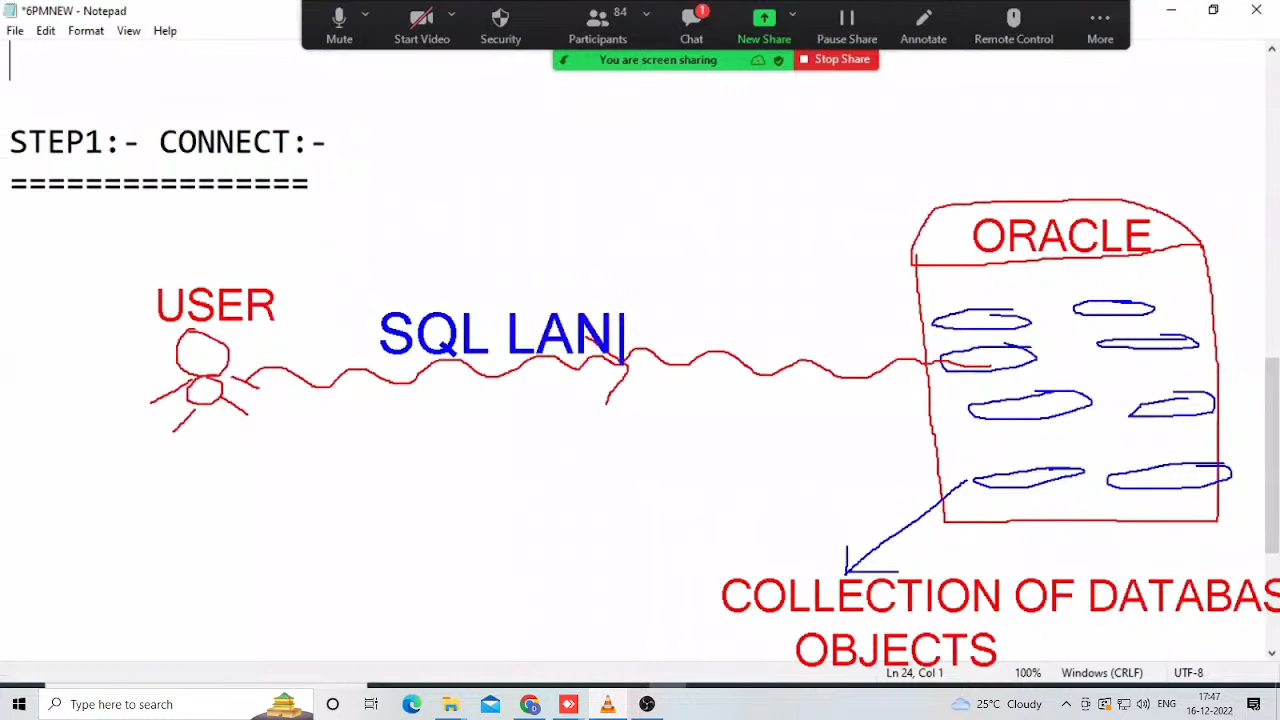 *6PMNEW - Notepad
File Edit Format View Help
Mute Start Video Security Participants 84 Chat 1 New Share Pause Share Annotate Remote Control More
You are screen sharing Stop Share
STEP1:- CONNECT:-
================
ORACLE
USER
SQL LAN
COLLECTION OF DATABAS
OBJECTS
Ln 24, Col 1 100% Windows (CRLF) UTF-8
Type here to search
25°C Cloudy ENG 17:47
16-12-2022